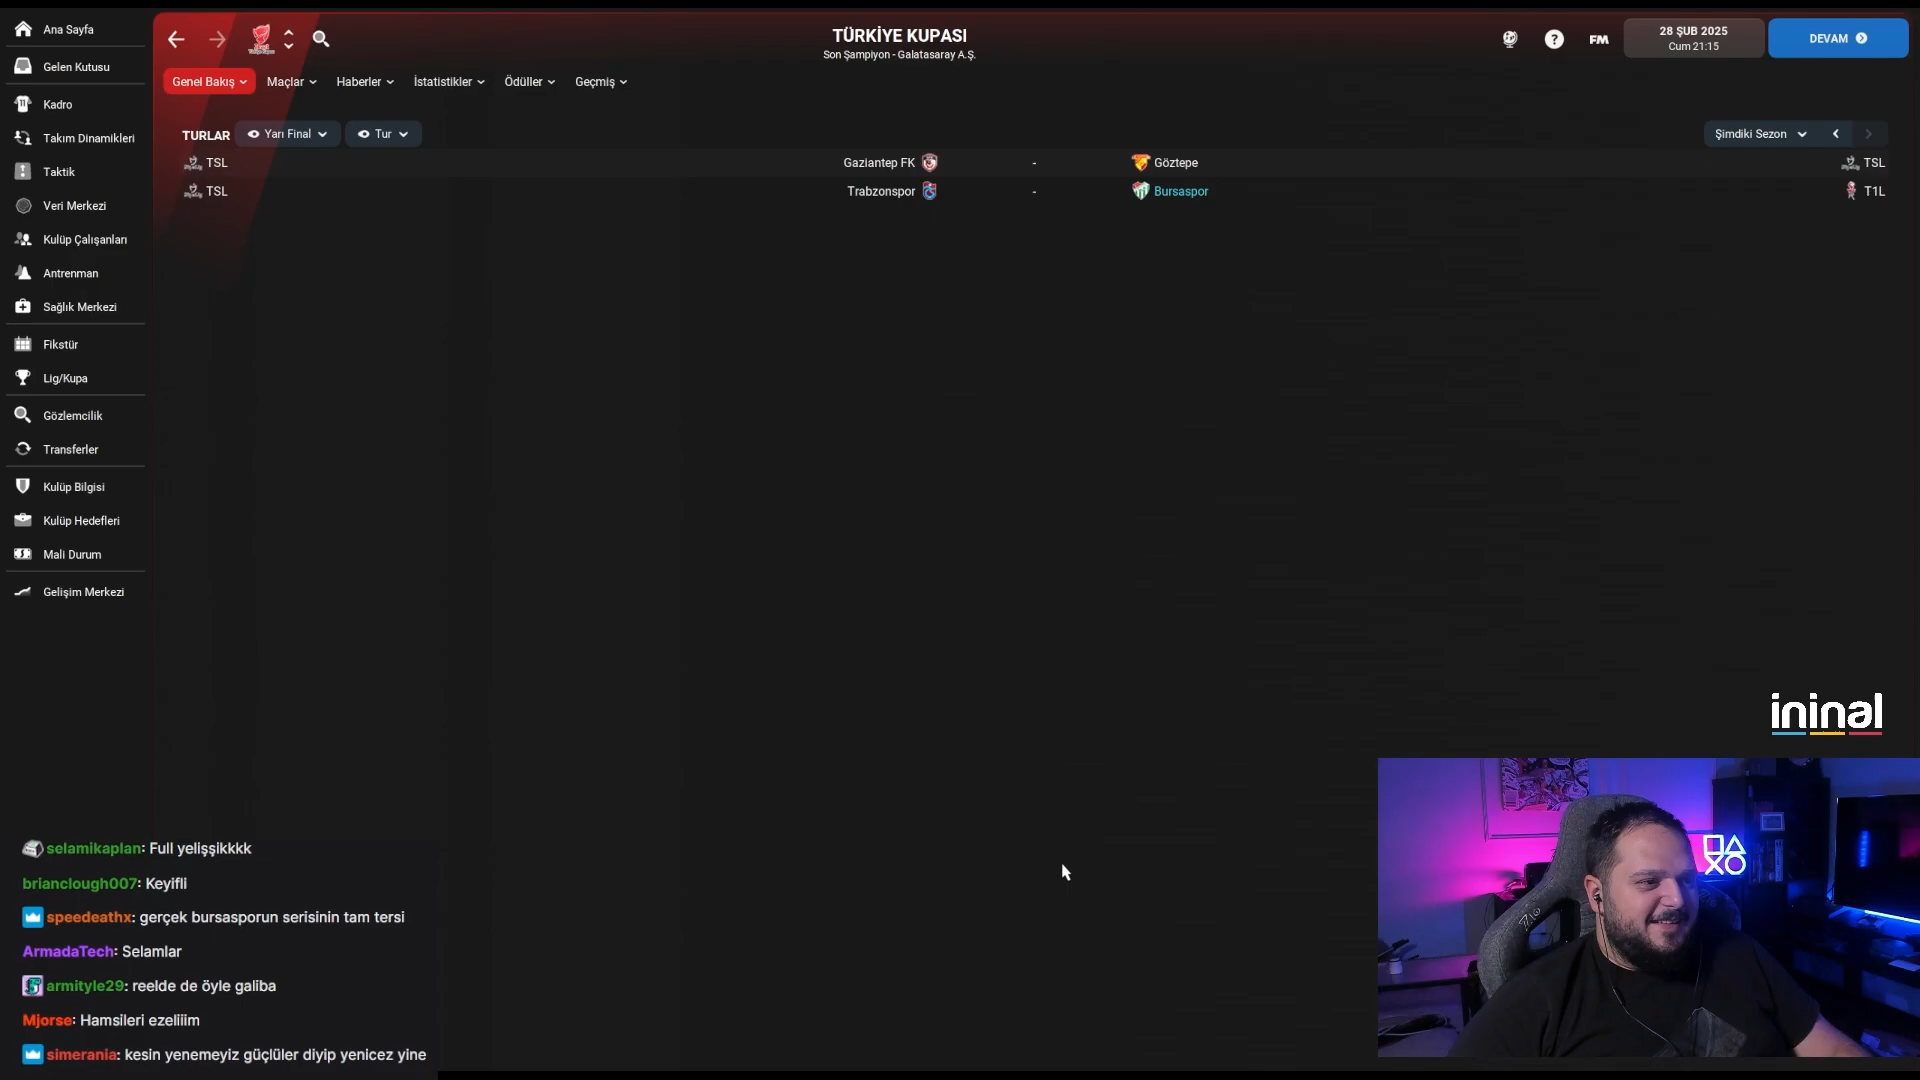 Ana Sayfa
Gelen Kutusu
Kadro
Takım Dinamikleri
Taktik
Veri Merkezi
Kulüp Çalışanları
Antrenman
Sağlık Merkezi
Fikstür
Lig/Kupa
Gözlemcilik
Transferler
Kulüp Bilgisi
Kulüp Hedefleri
Mali Durum
Gelişim Merkezi
TÜRKİYE KUPASI
Son Şampiyon - Galatasaray A.Ş.
FM
28 ŞUB 2025
Cum 21:15
DEVAM
Genel Bakış Maçlar Haberler İstatistikler Ödüller Geçmiş
TURLAR Yarı Final Tur Şimdiki Sezon
TSL Gaziantep FK - Göztepe TSL
TSL Trabzonspor - Bursaspor T1L
ininal
selamikaplan: Full yelişşikkkk
brianclough007: Keyifli
speedeathx: gerçek bursasporun serisinin tam tersi
ArmadaTech: Selamlar
armityle29: reelde de öyle galiba
Mjorse: Hamsileri ezeliiim
simerania: kesin yenemeyiz güçlüler diyip yenicez yine